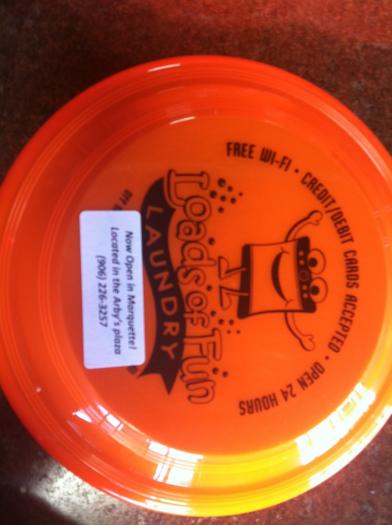 FREE WI-FI • CREDIT/DEBIT CARDS ACCEPTED • OPEN 24 HOURS
Loads of Fun
LAUNDRY
Now Open in Marquette!
Located in the Arby's plaza
(906) 226-3257